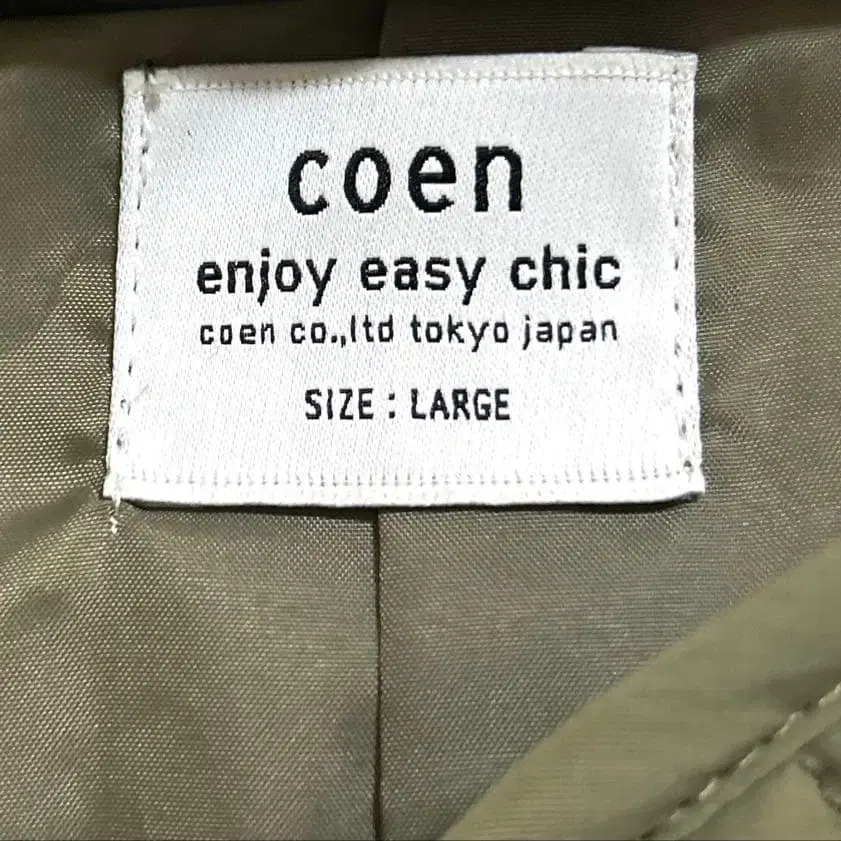 coen
enjoy easy chic
coen co.,ltd tokyo japan
SIZE : LARGE